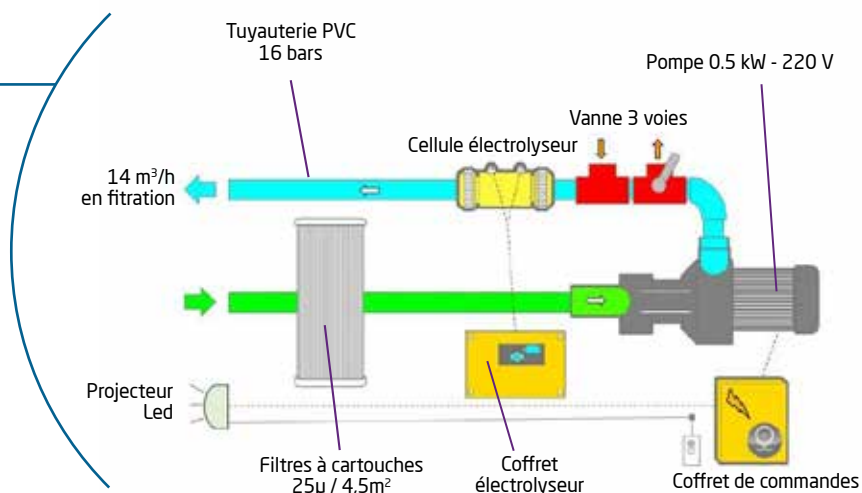 Tuyauterie PVC
16 bars
Pompe 0.5 kW - 220 V
Vanne 3 voies
Cellule électrolyseur
14 m³/h
en fitration
Projecteur
Led
Filtres à cartouches
25µ / 4,5m²
Coffret
électrolyseur
Coffret de commandes